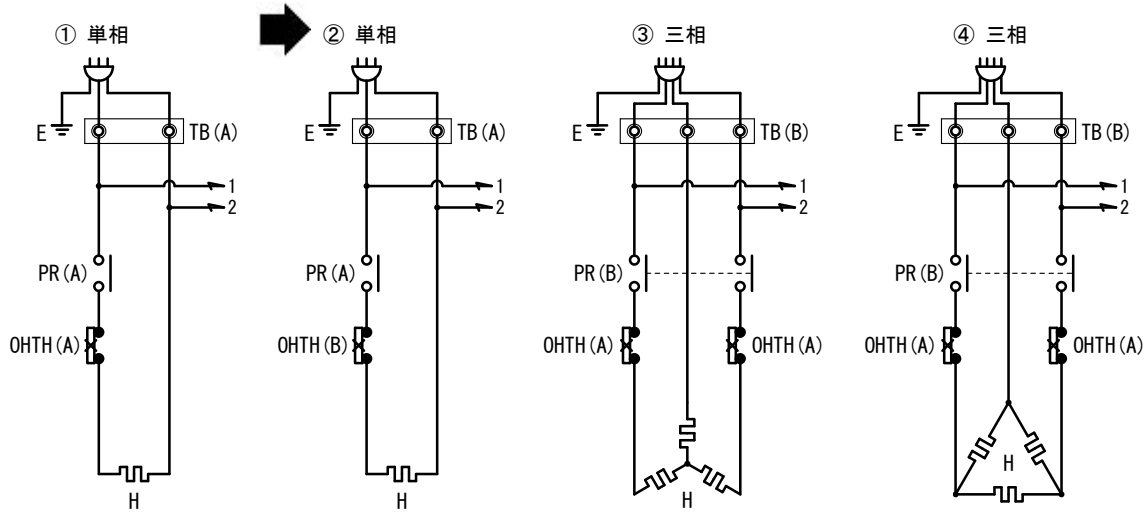 ① 単相
E
TB(A)
1
2
PR(A)
OHTH(A)
H
② 単相
E
TB(A)
1
2
PR(A)
OHTH(B)
H
③ 三相
E
TB(B)
1
2
PR(B)
OHTH(A)
OHTH(A)
H
④ 三相
E
TB(B)
1
2
PR(B)
OHTH(A)
OHTH(A)
H